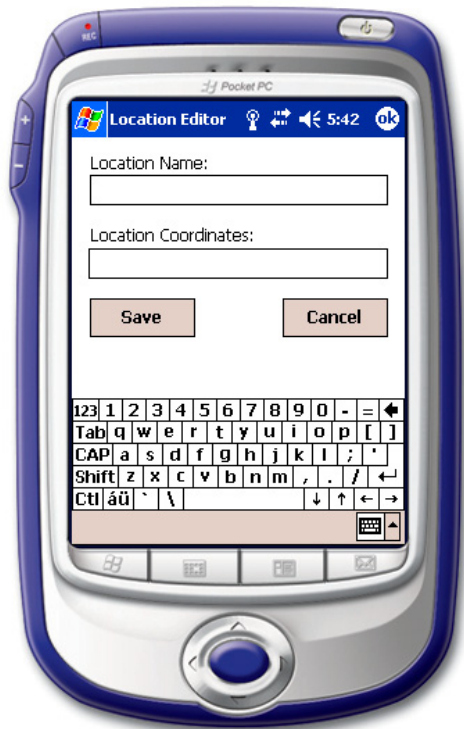 REC
Pocket PC
Location Editor 5:42 ok
Location Name:
Location Coordinates:
Save Cancel
123 1 2 3 4 5 6 7 8 9 0 - =
Tab q w e r t y u i o p [ ]
CAP a s d f g h j k l ; '
Shift z x c v b n m , . /
Ctl áü ` \